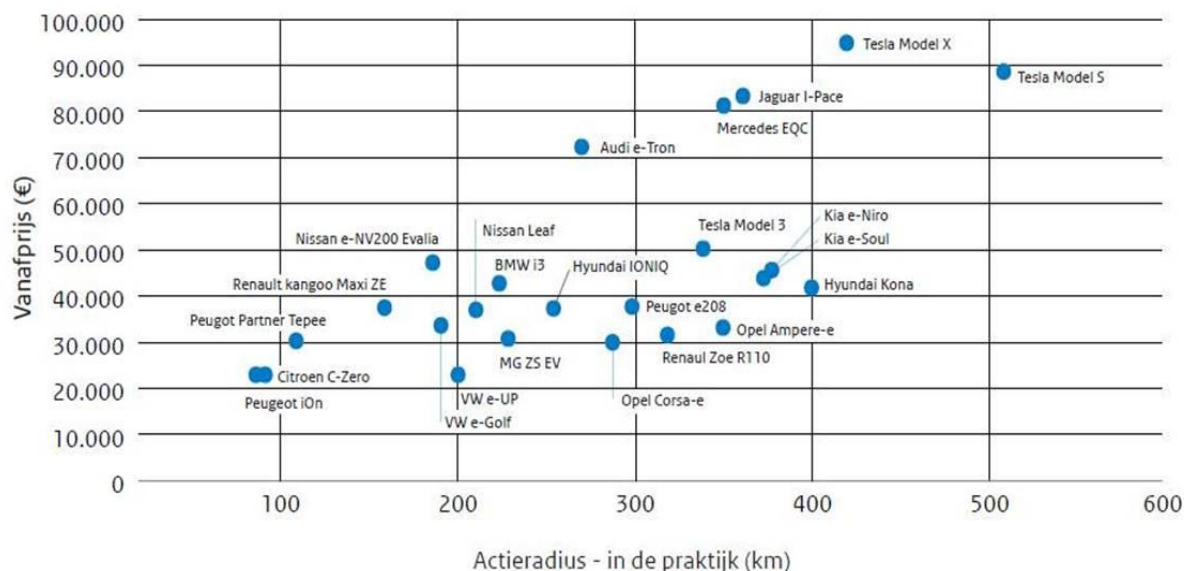 100.000
90.000
80.000
70.000
60.000
50.000
40.000
30.000
20.000
10.000
0
Vanafprijs (€)
Tesla Model X
Tesla Model S
Jaguar I-Pace
Mercedes EQC
Audi e-Tron
Kia e-Niro
Tesla Model 3
Nissan Leaf
Kia e-Soul
Nissan e-NV200 Evalia
BMW i3
Hyundai IONIQ
Renault kangoo Maxi ZE
Hyundai Kona
Peugot e208
Peugot Partner Tepee
Opel Ampere-e
MG ZS EV
Renaul Zoe R110
Citroen C-Zero
Peugeot iOn
VW e-UP
Opel Corsa-e
VW e-Golf
100
200
300
400
500
600
Actieradius - in de praktijk (km)